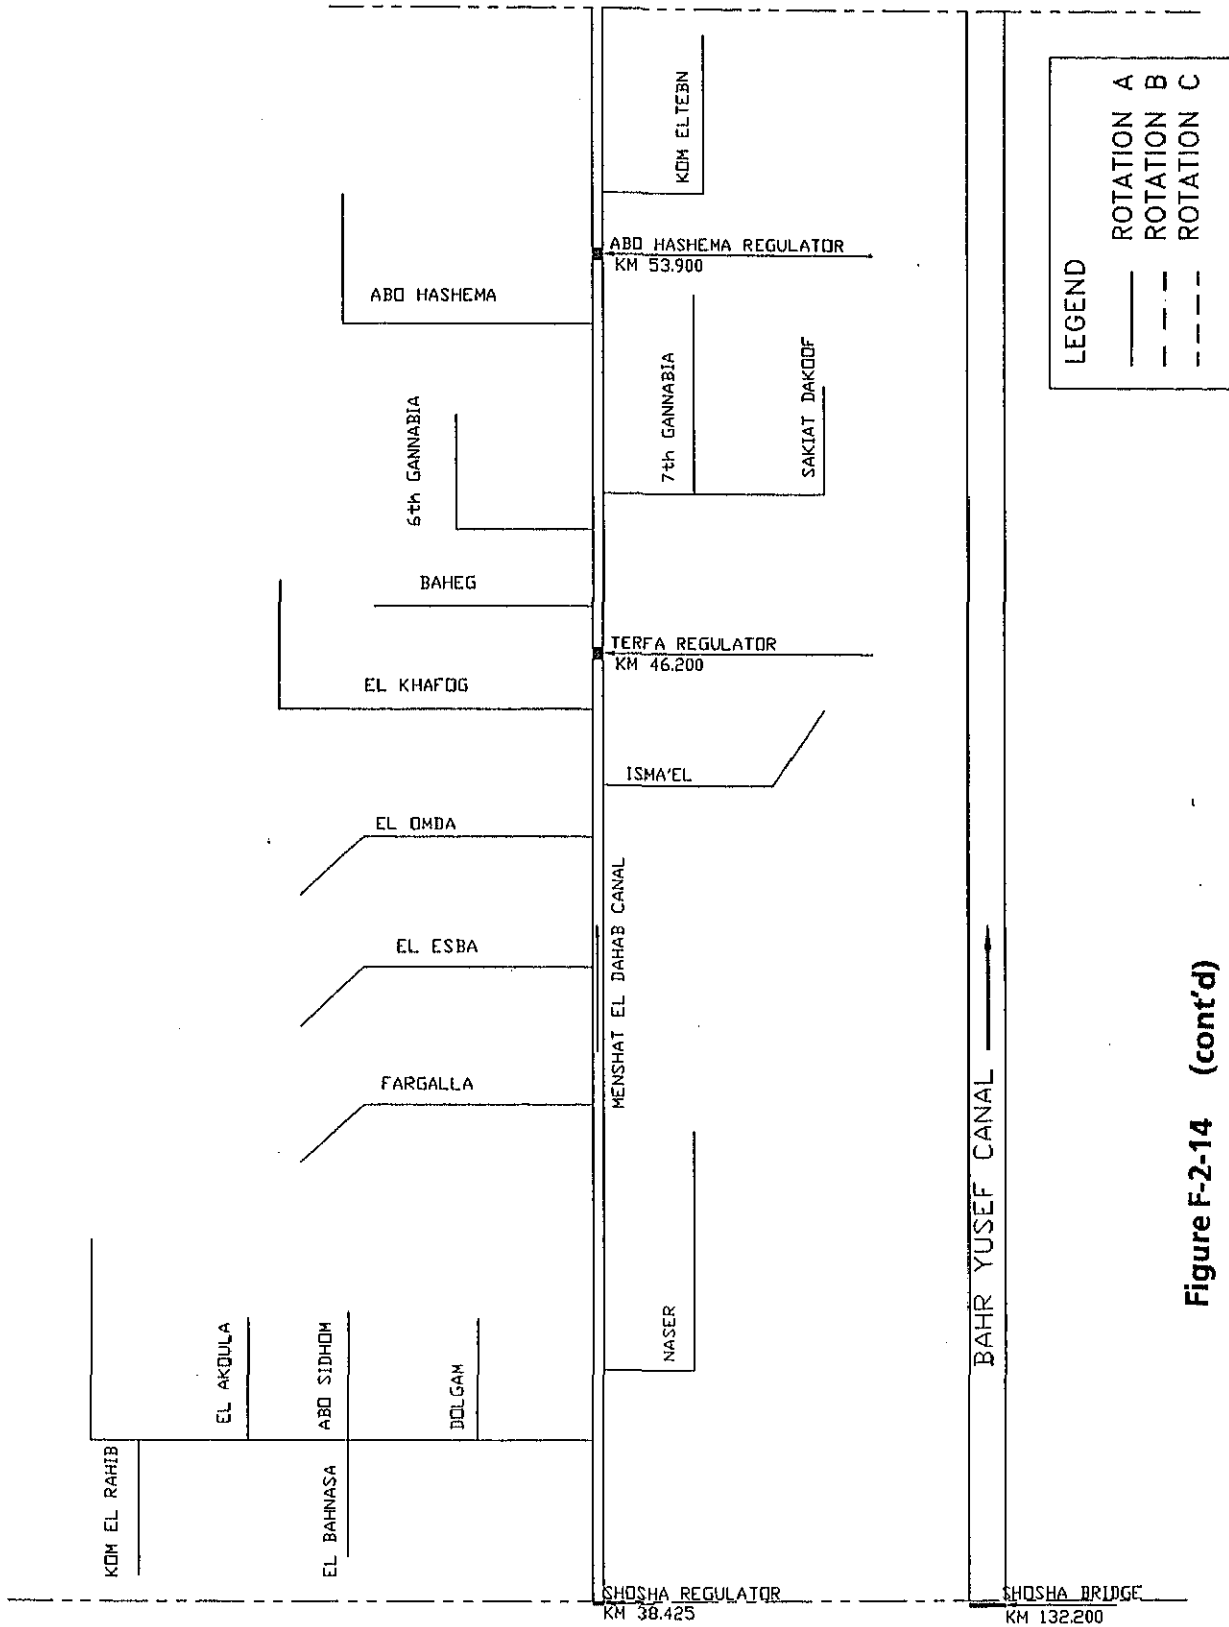 KOM ELTEBN
ABO HASHEMA REGULATOR
KM 53.900
ABO HASHEMA
7th GANNABIA
SAKIAT DAKOOF
6th GANNABIA
BAHEG
TERFA REGULATOR
KM 46.200
EL KHAFOG
ISMA'EL
EL OMDA
EL ESBA
MENSHAT EL DAHAB CANAL
FARGALLA
NASER
EL AKOULA
ABO SIDHOM
DOLGAM
KOM EL RAHIB
EL BAHNASA
SHOSHA REGULATOR
KM 38.425
BAHR YUSEF CANAL
SHOSHA BRIDGE
KM 132.200
LEGEND
ROTATION A
ROTATION B
ROTATION C
Figure F-2-14 (cont'd)